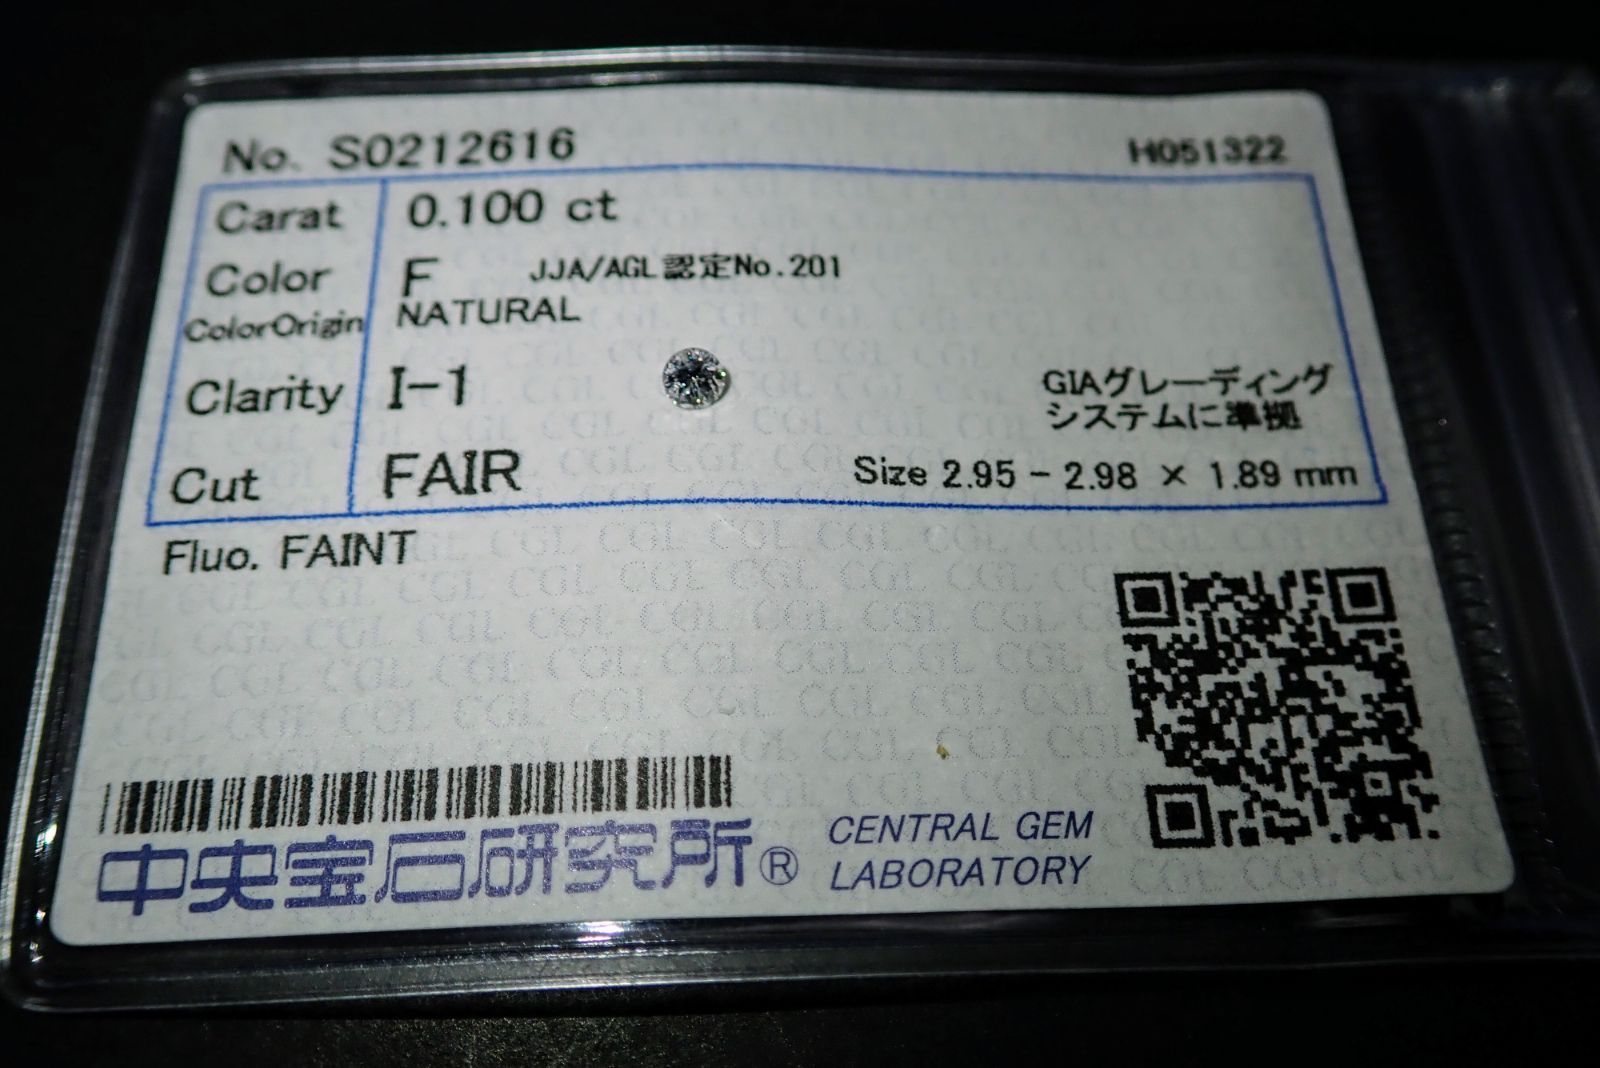 No. S0212616
H051322
Carat 0.100 ct
Color F JJA/AGL認定No.201
ColorOrigin NATURAL
Clarity I-1
GIAグレーディング
システムに準拠
Cut FAIR
Size 2.95 - 2.98 × 1.89 mm
Fluo. FAINT
中央宝石研究所®
CENTRAL GEM
LABORATORY